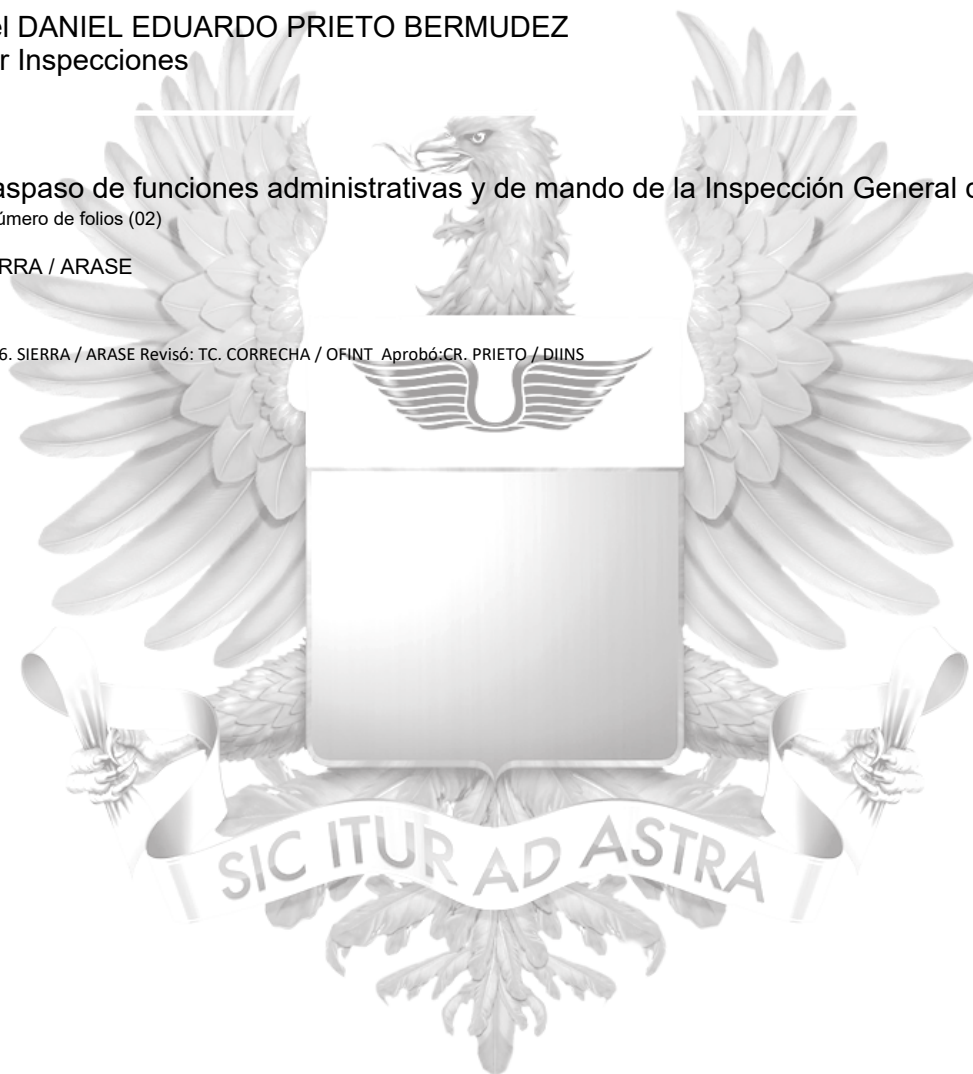 el DANIEL EDUARDO PRIETO BERMUDEZ
r Inspecciones
aspaso de funciones administrativas y de mando de la Inspección General
úmero de folios (02)
RRA / ARASE
6. SIERRA / ARASE Revisó: TC. CORRECHA / OFINT Aprobó:CR. PRIETO / DIINS
SIC ITUR AD ASTRA